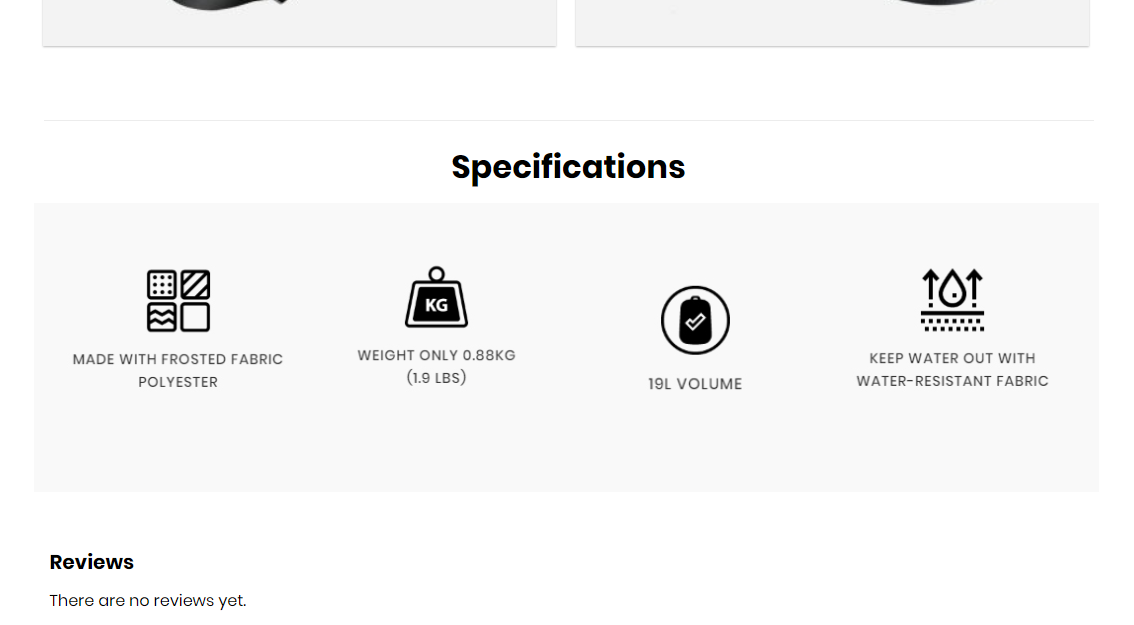 Specifications
KG
MADE WITH FROSTED FABRIC
POLYESTER
WEIGHT ONLY 0.88KG
(1.9 LBS)
19L VOLUME
KEEP WATER OUT WITH
WATER-RESISTANT FABRIC
Reviews
There are no reviews yet.